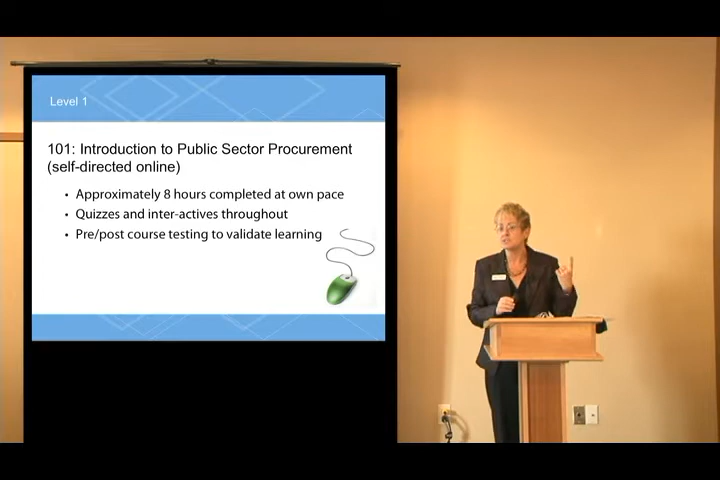 Level 1
101: Introduction to Public Sector Procurement
(self-directed online)
• Approximately 8 hours completed at own pace
• Quizzes and inter-actives throughout
• Pre/post course testing to validate learning